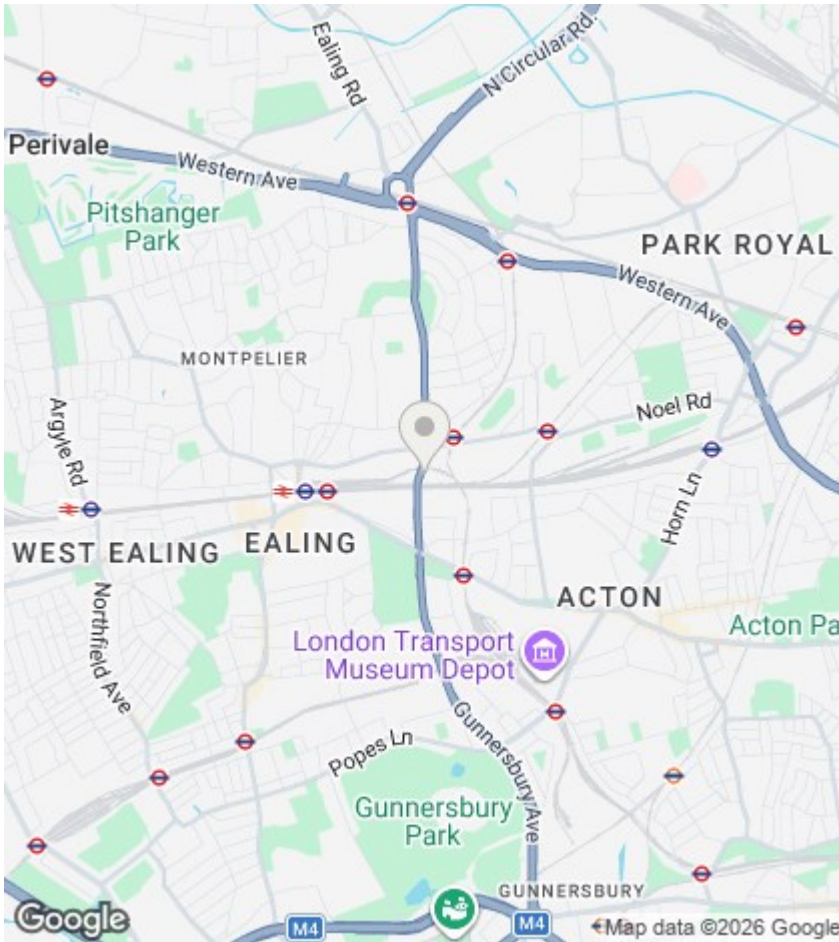 Ealing Rd
N Circular Rd.
Perivale
Western Ave
Pitshanger
Park
PARK ROYAL
Western Ave
MONTPELIER
Argyle Rd
Noel Rd
Horn Ln
WEST EALING
EALING
ACTON
Northfield Ave
London Transport
Museum Depot
Acton Pa
Gunnersbury Ave
Popes Ln
Gunnersbury
Park
GUNNERSBURY
Google
M4
M4
Map data ©2026 Google